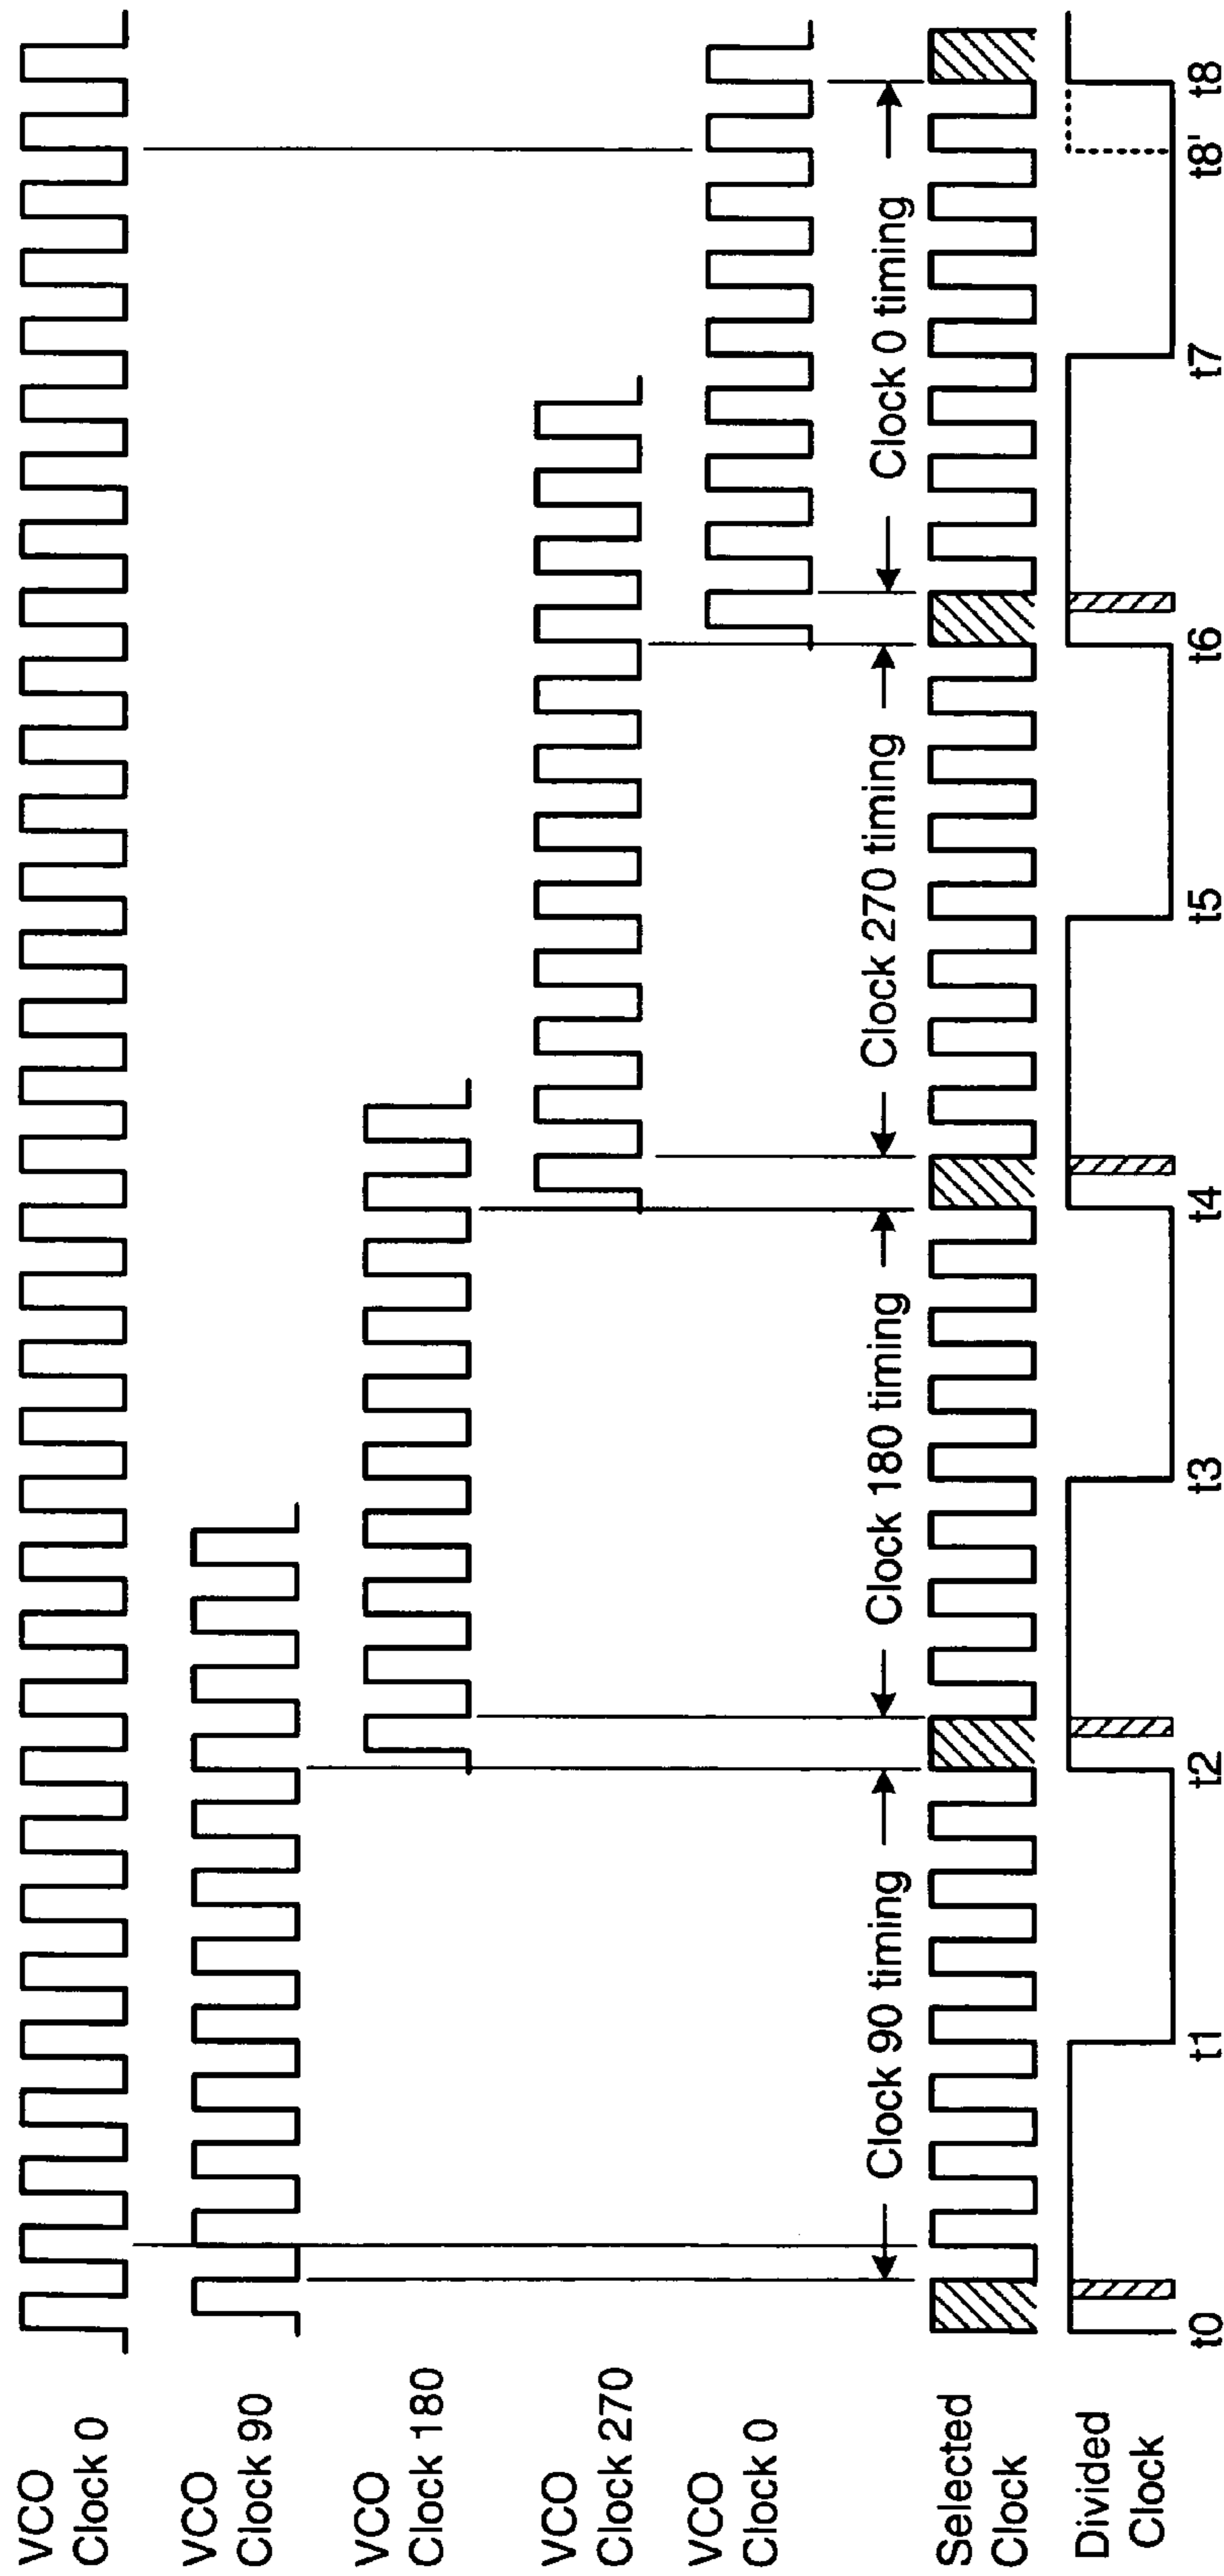 VCO
Clock 0
VCO
Clock 90
VCO
Clock 180
VCO
Clock 270
VCO
Clock 0
Clock 90 timing
Clock 180 timing
Clock 270 timing
Clock 0 timing
Selected
Clock
Divided
Clock
t0
t1
t2
t3
t4
t5
t6
t7
t8'
t8